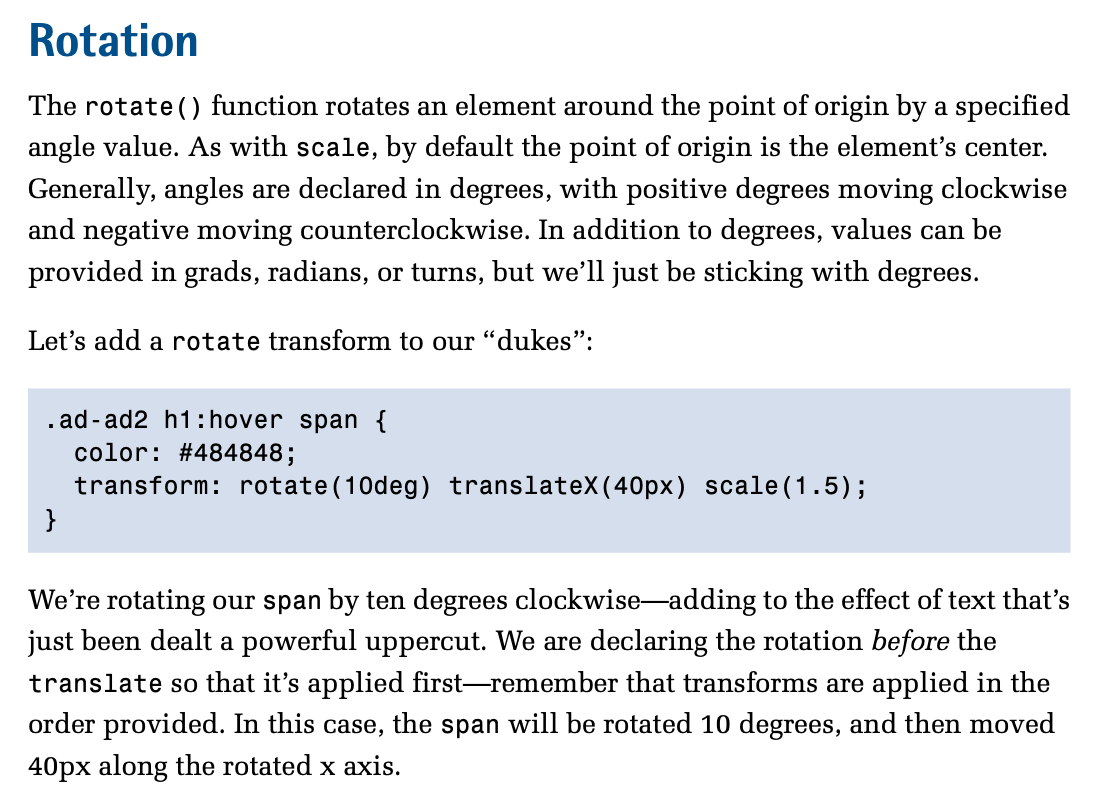 Rotation
The rotate() function rotates an element around the point of origin by a specified
angle value. As with scale, by default the point of origin is the element’s center.
Generally, angles are declared in degrees, with positive degrees moving clockwise
and negative moving counterclockwise. In addition to degrees, values can be
provided in grads, radians, or turns, but we’ll just be sticking with degrees.
Let’s add a rotate transform to our “dukes”:
.ad-ad2 h1:hover span {
  color: #484848;
  transform: rotate(10deg) translateX(40px) scale(1.5);
}
We’re rotating our span by ten degrees clockwise—adding to the effect of text that’s
just been dealt a powerful uppercut. We are declaring the rotation before the
translate so that it’s applied first—remember that transforms are applied in the
order provided. In this case, the span will be rotated 10 degrees, and then moved
40px along the rotated x axis.